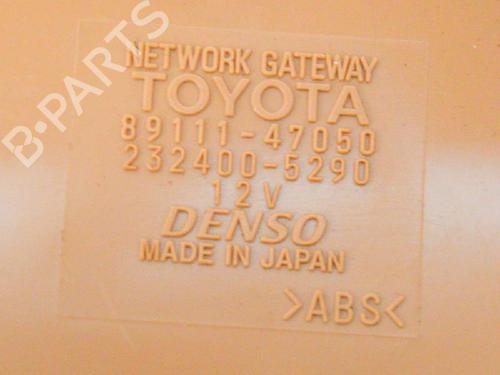 B·PARTS
NETWORK GATEWAY
TOYOTA
89111-47050
232400-5290
12V
DENSO
MADE IN JAPAN
>ABS<